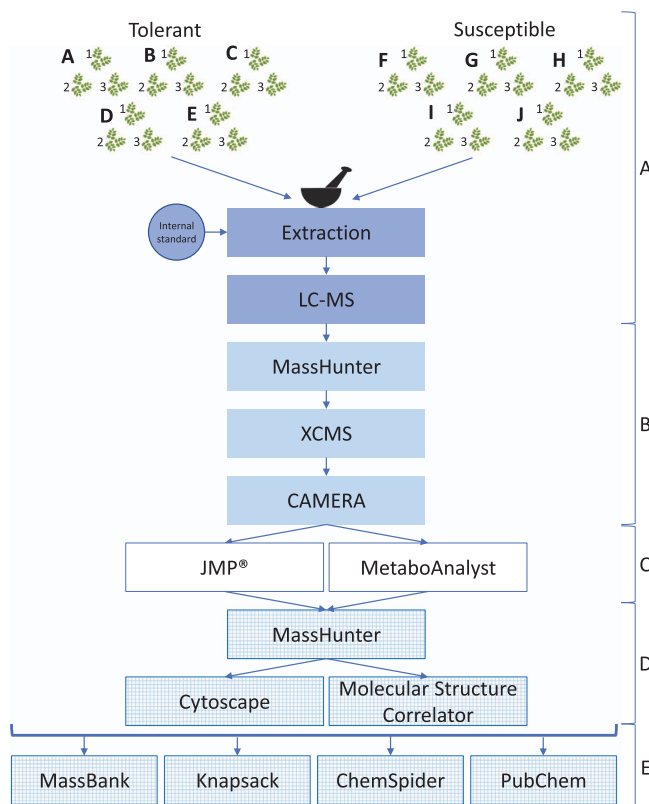 Tolerant
Susceptible
A 1 B 1 C 1
2 3 2 3 2 3
D 1 E 1
2 3 2 3
F 1 G 1 H 1
2 3 2 3 2 3
I 1 J 1
2 3 2 3
A
Internal
standard
Extraction
LC-MS
MassHunter
XCMS
B
CAMERA
JMP®
MetaboAnalyst
C
MassHunter
D
Cytoscape
Molecular Structure
Correlator
MassBank
Knapsack
ChemSpider
PubChem
E